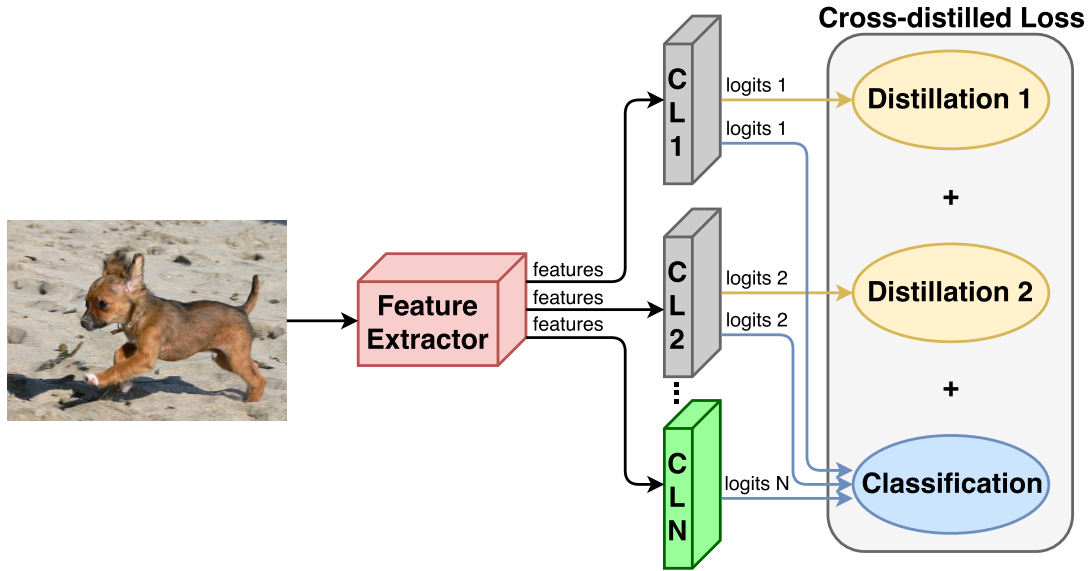 Cross-distilled Loss
C
L
1
logits 1
logits 1
Distillation 1
+
Feature
Extractor
features
features
features
C
L
2
logits 2
logits 2
Distillation 2
+
C
L
N
logits N
Classification